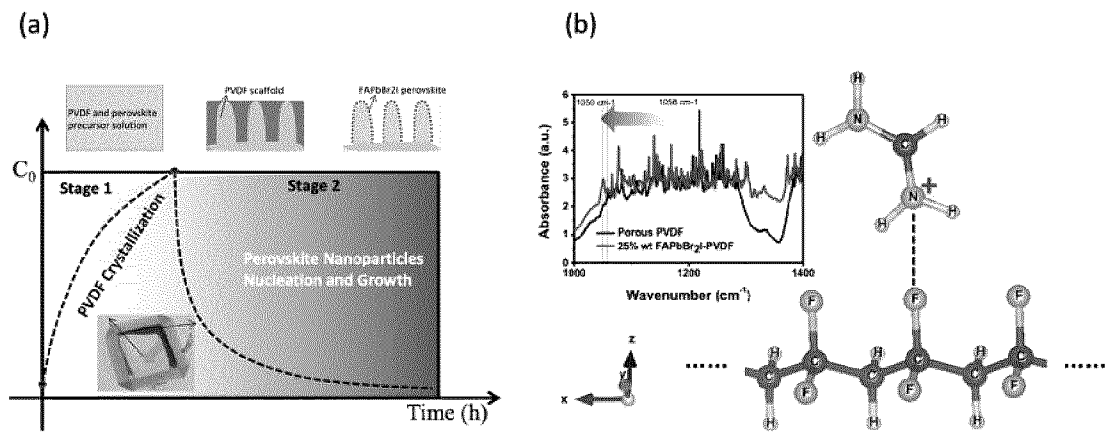 (a)
PVDF and perovskite
precursor solution
PVDF scaffold
FAPbBr2I perovskite
C0
Stage 1
Stage 2
PVDF Crystallization
Perovskite Nanoparticles
Nucleation and Growth
Time (h)
(b)
1050 cm-1
1058 cm-1
Absorbance (a.u.)
6
5
4
3
2
1
0
Porous PVDF
25% wt FAPbBr2I-PVDF
1000
1200
1400
Wavenumber (cm-1)
H
H
N
C
H
N
+
H
H
F
F
F
H
C
H
C
H
C
C
C
C
H
F
H
F
H
F
z
y
x